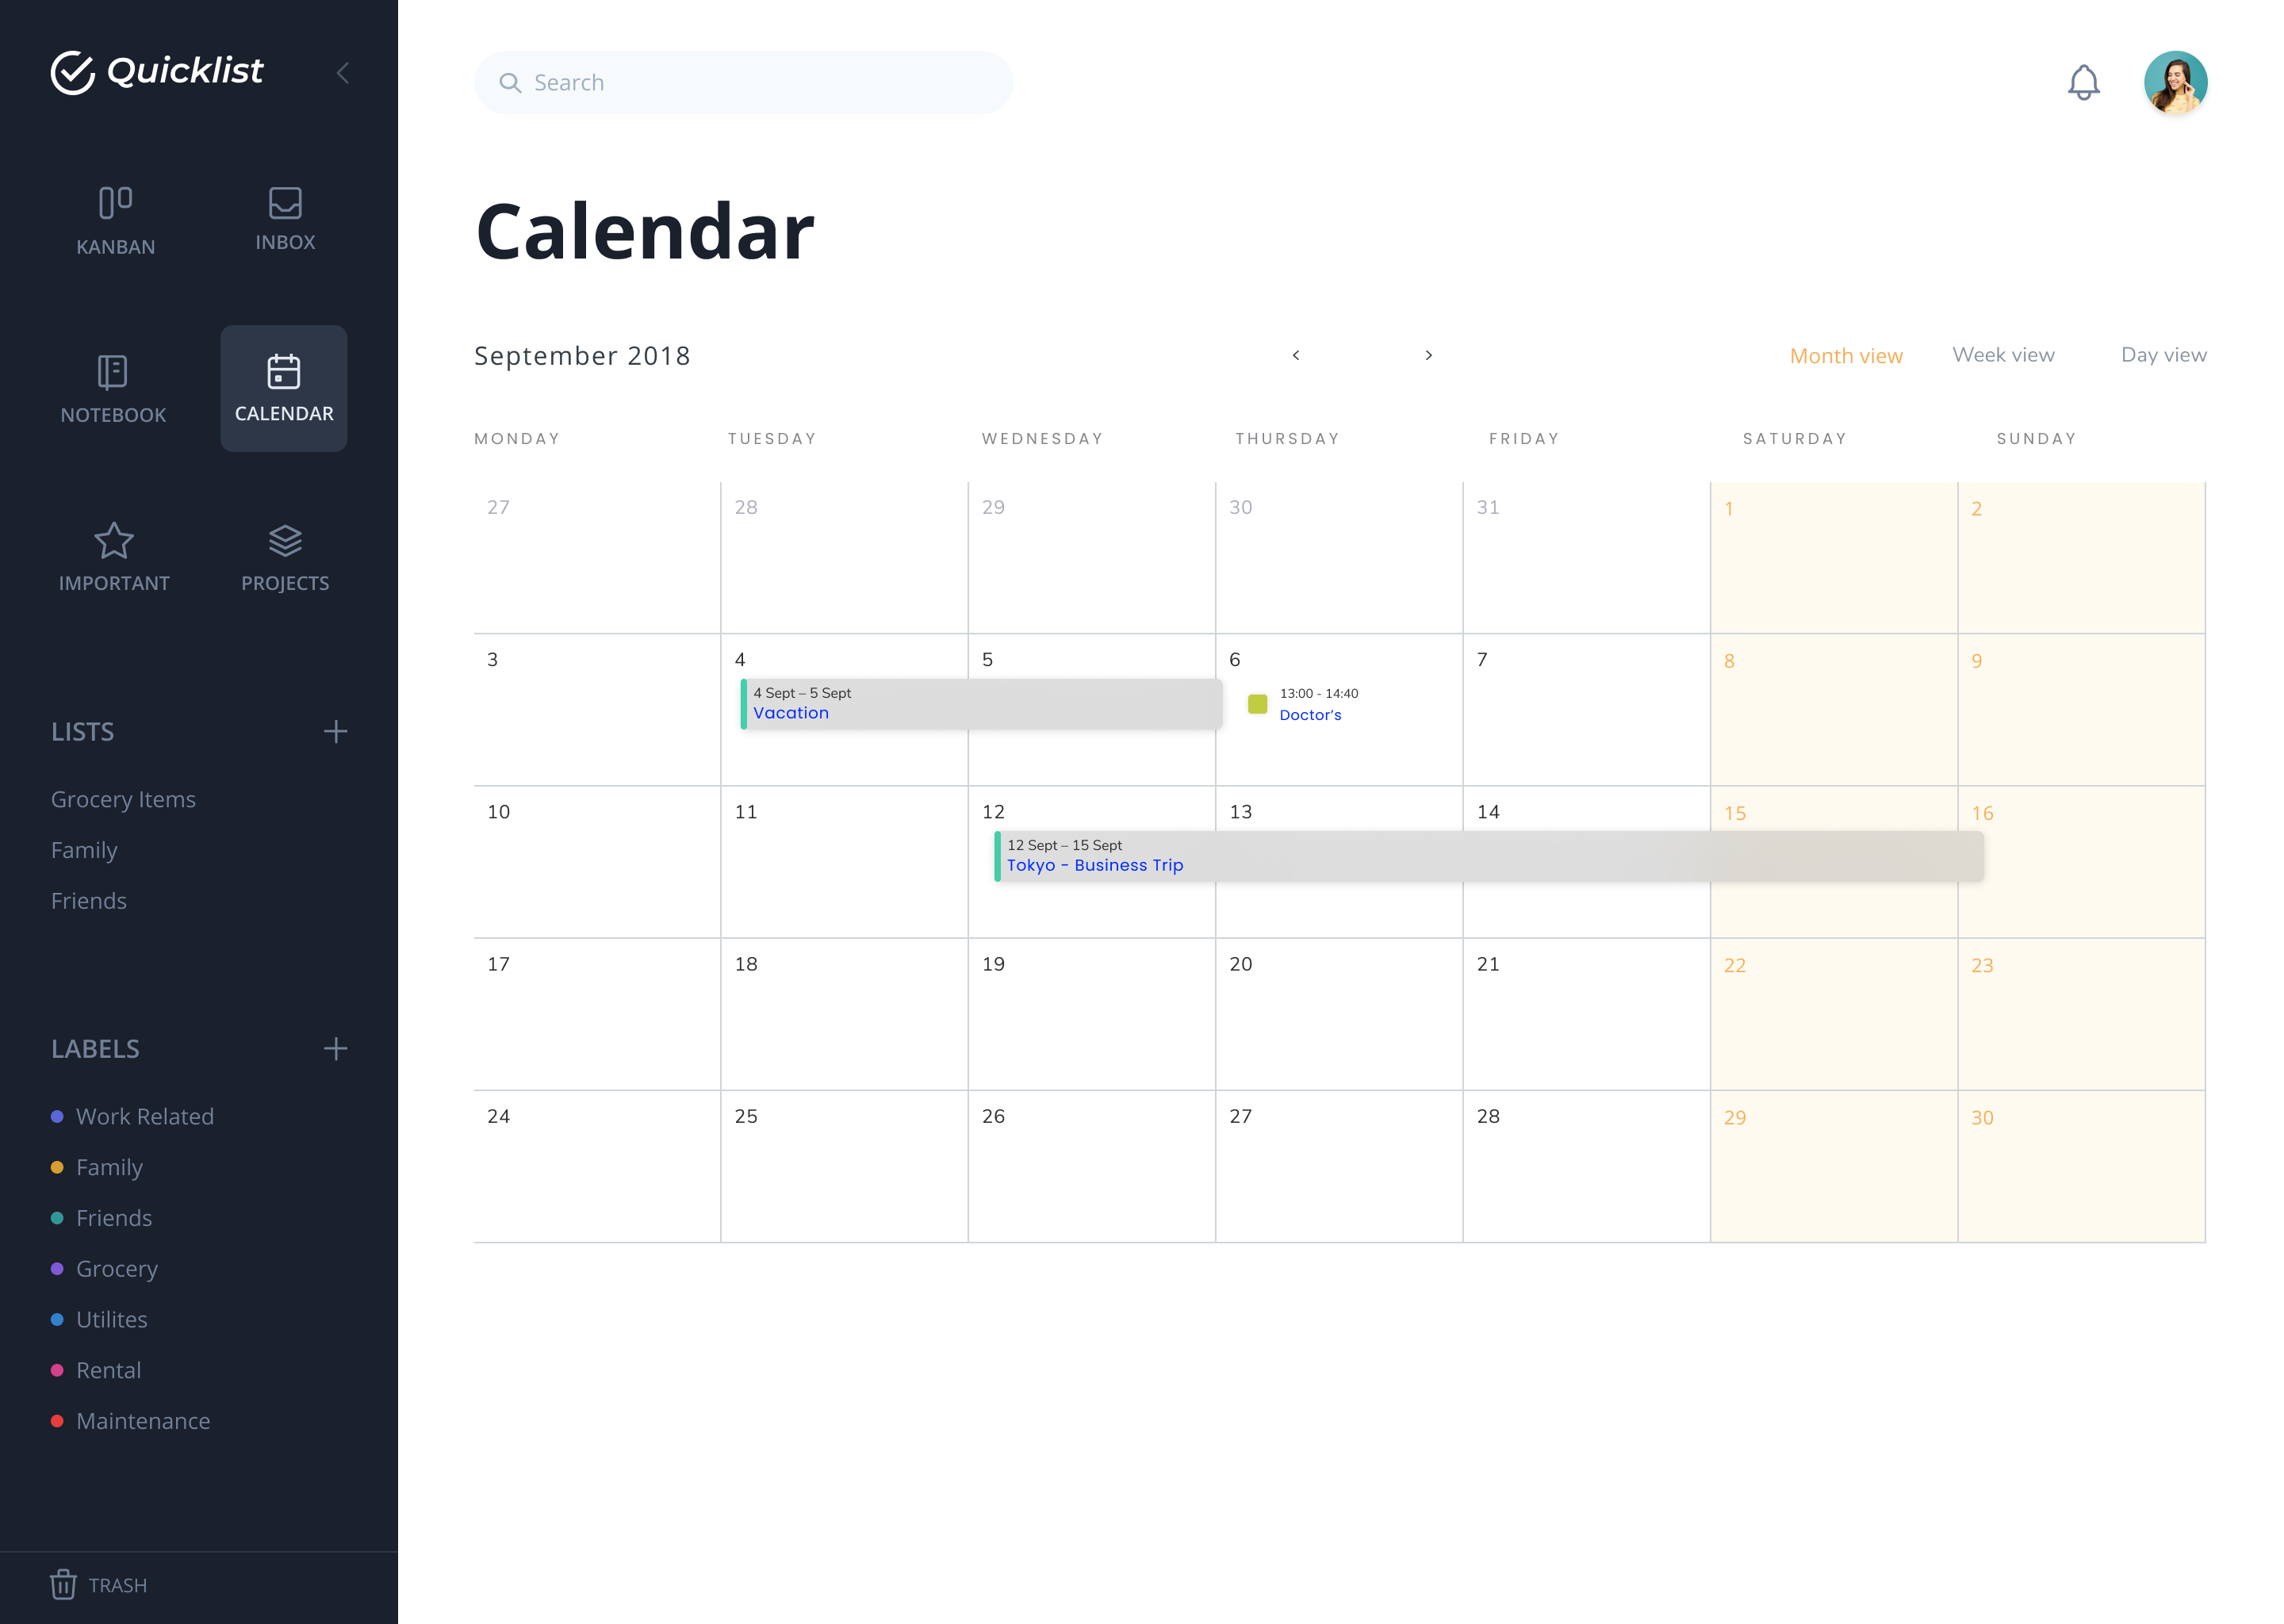 Quicklist
KANBAN
INBOX
NOTEBOOK
CALENDAR
IMPORTANT
PROJECTS
LISTS
Grocery Items
Family
Friends
LABELS
Work Related
Family
Friends
Grocery
Utilites
Rental
Maintenance
TRASH
Search
Calendar
September 2018
< >
Month view Week view Day view
MONDAY TUESDAY WEDNESDAY THURSDAY FRIDAY SATURDAY SUNDAY
27 28 29 30 31 1 2
3 4 5 6 7 8 9
4 Sept – 5 Sept
Vacation
13:00 - 14:40
Doctor’s
10 11 12 13 14 15 16
12 Sept – 15 Sept
Tokyo - Business Trip
17 18 19 20 21 22 23
24 25 26 27 28 29 30